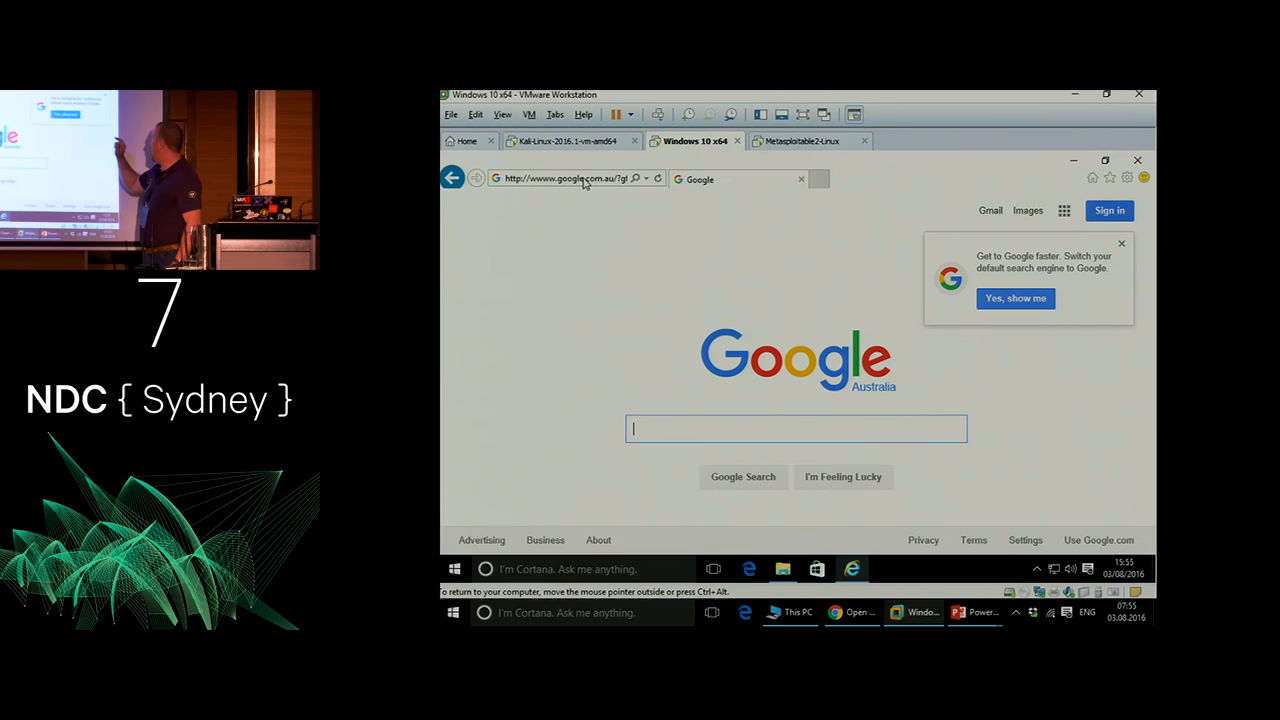 Windows 10 x64 - VMware Workstation
File Edit View VM Tabs Help
Home Kali-Linux-2016.1-vm-amd64 Windows 10 x64 Metasploitable2-Linux
http://wwww.google.com.au/?gl Google
Gmail Images Sign in
Get to Google faster. Switch your
default search engine to Google.
Yes, show me
7
NDC { Sydney }
Google
Australia
Google Search I'm Feeling Lucky
Advertising Business About Privacy Terms Settings Use Google.com
I'm Cortana. Ask me anything. 15:55
03/08/2016
o return to your computer, move the mouse pointer outside or press Ctrl+Alt.
I'm Cortana. Ask me anything. This PC Open ... Windo... Power... ENG 07:55
03.08.2016